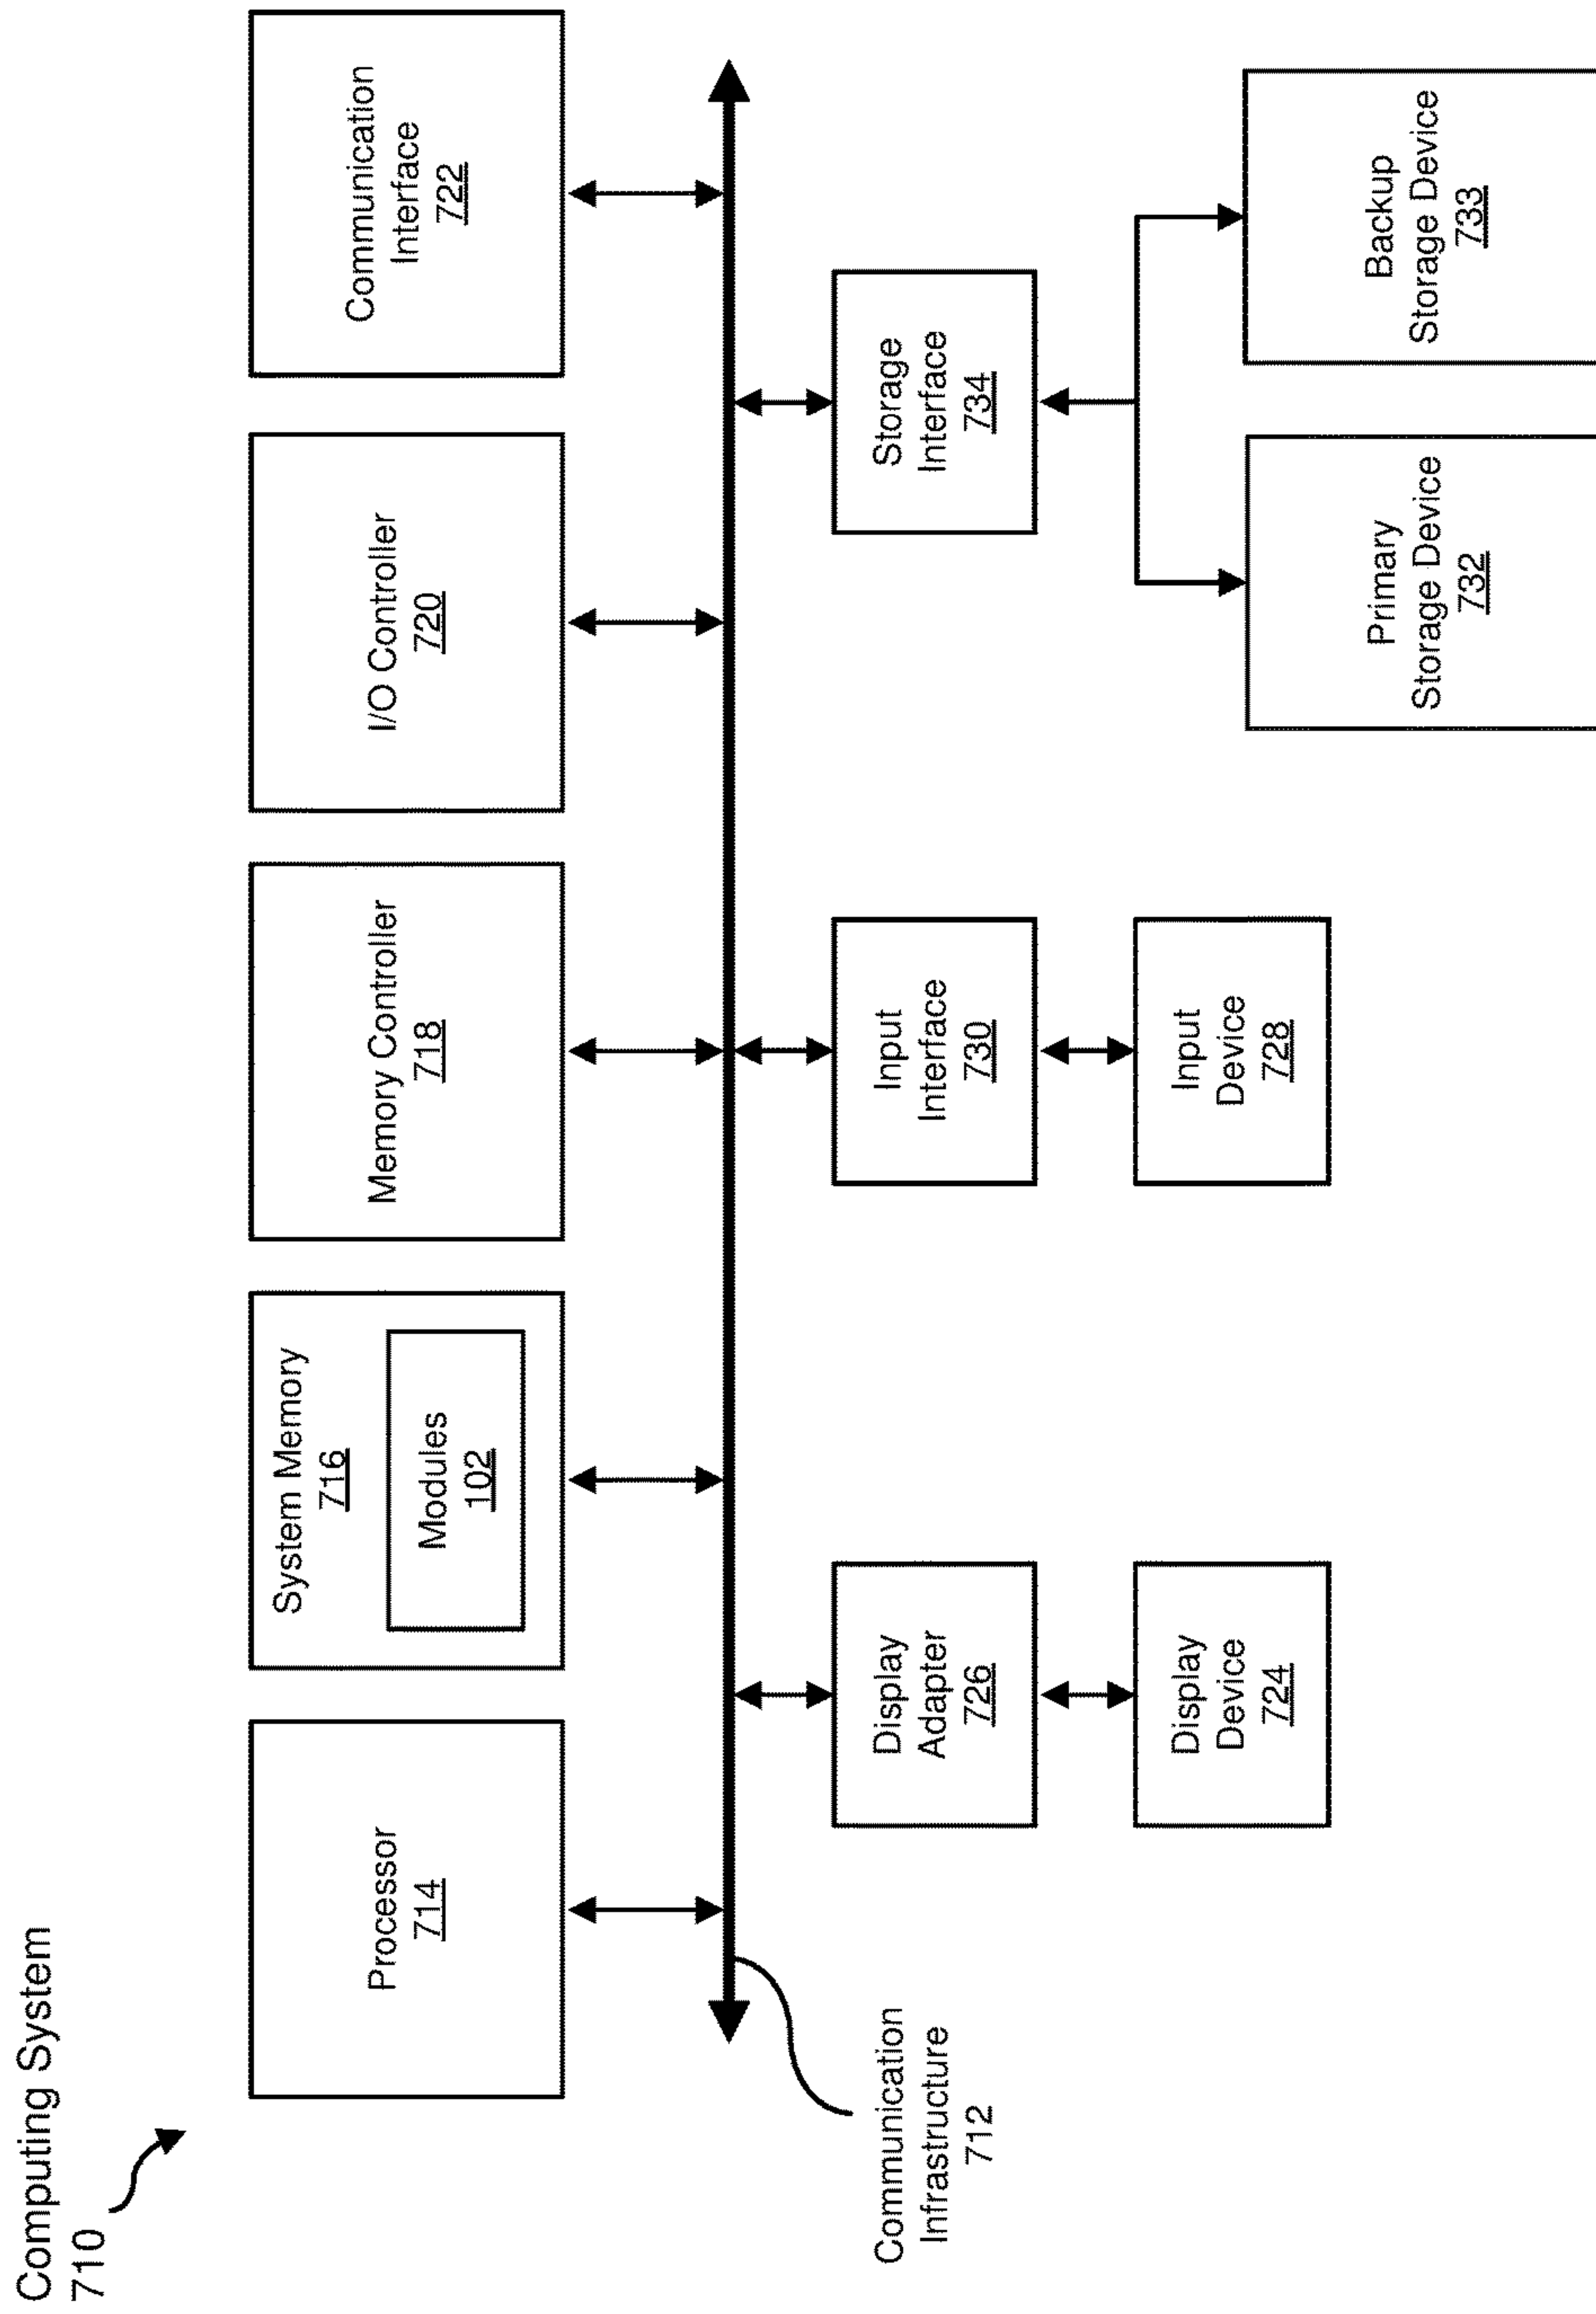 Computing System
710
Processor
714
System Memory
716
Modules
102
Memory Controller
718
I/O Controller
720
Communication
Interface
722
Communication
Infrastructure
712
Display
Adapter
726
Input
Interface
730
Storage
Interface
734
Display
Device
724
Input
Device
728
Primary
Storage Device
732
Backup
Storage Device
733